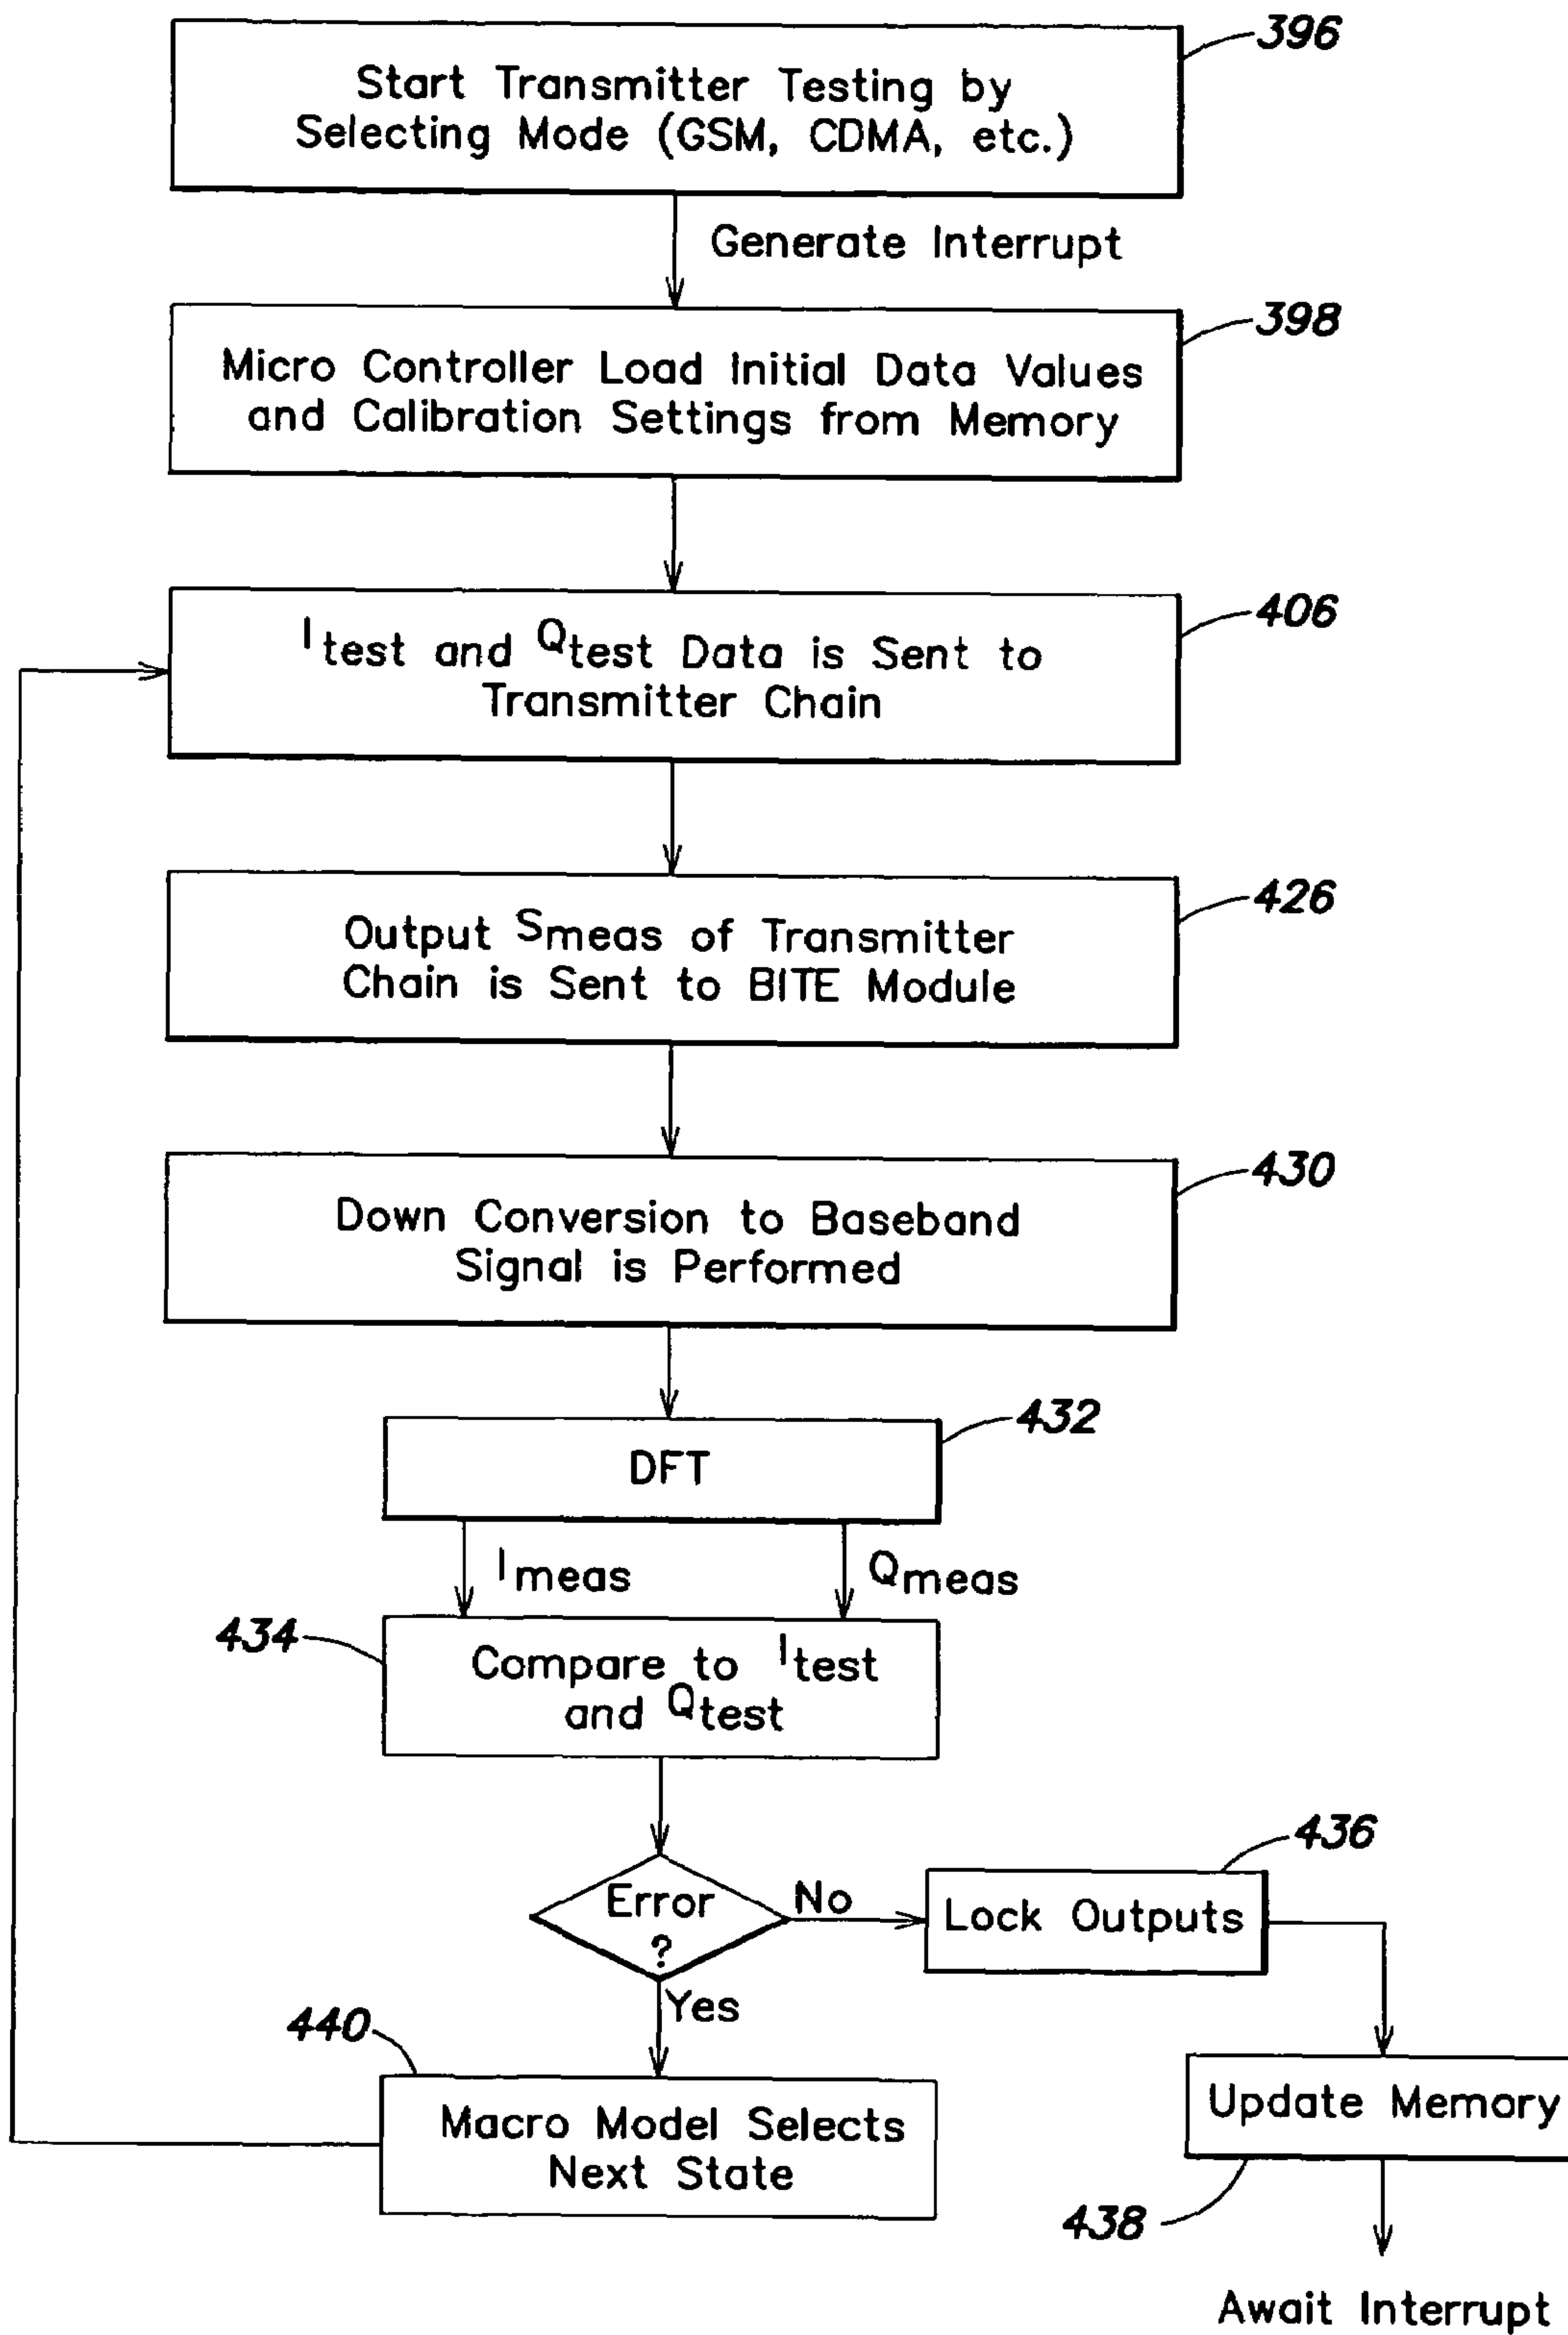 396
Start Transmitter Testing by
Selecting Mode (GSM, CDMA, etc.)
Generate Interrupt
398
Micro Controller Load Initial Data Values
and Calibration Settings from Memory
406
Itest and Qtest Data is Sent to
Transmitter Chain
426
Output Smeas of Transmitter
Chain is Sent to BITE Module
430
Down Conversion to Baseband
Signal is Performed
432
DFT
Imeas
Qmeas
434
Compare to Itest
and Qtest
436
Error
?
No
Lock Outputs
Yes
440
Macro Model Selects
Next State
Update Memory
438
Await Interrupt